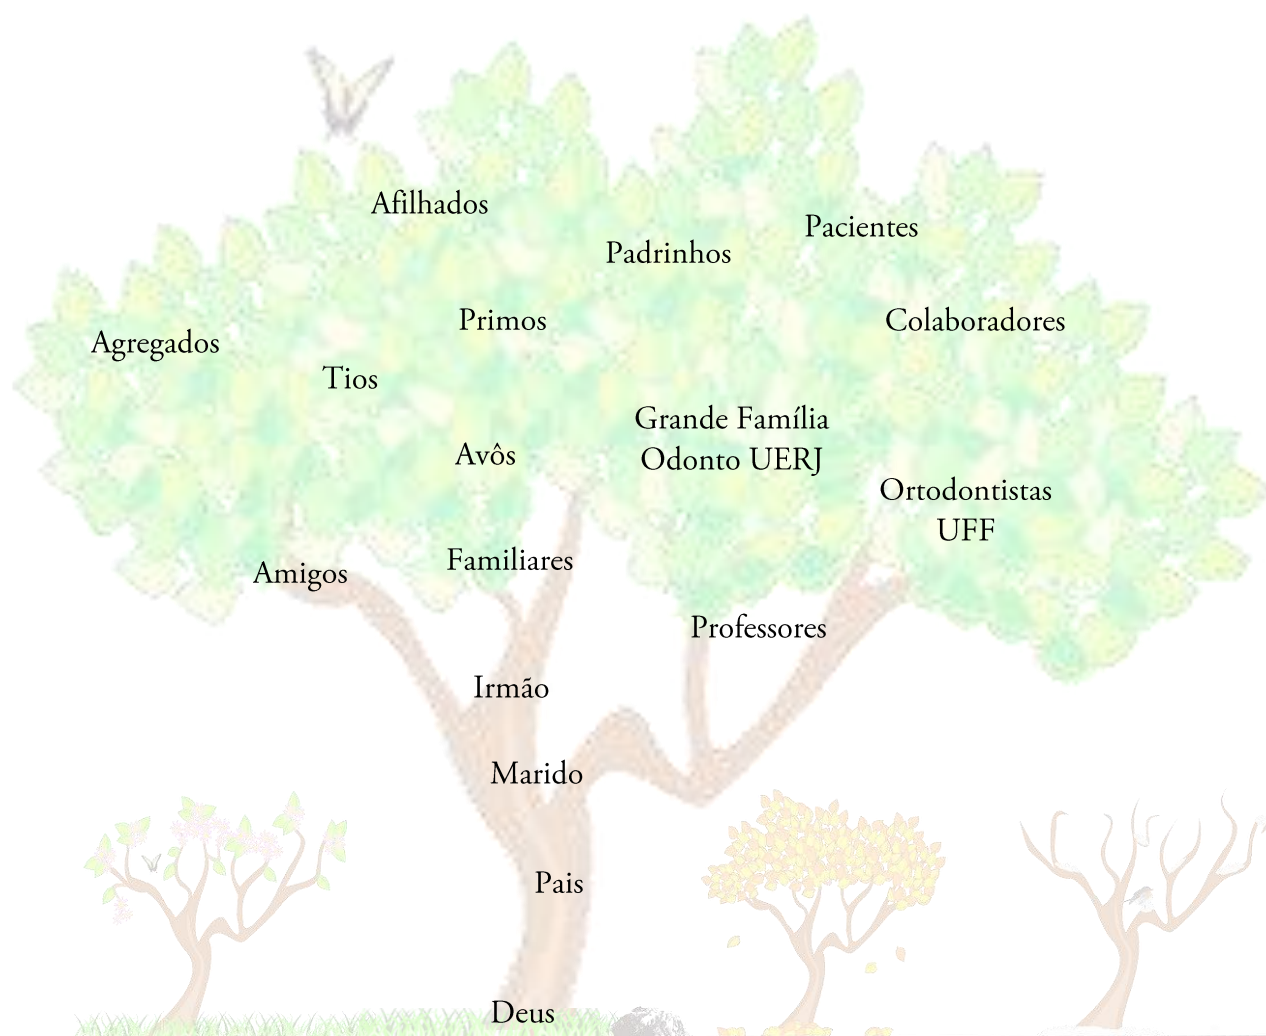 Afilhados
Pacientes
Padrinhos
Primos
Colaboradores
Agregados
Tios
Grande Família
Odonto UERJ
Avôs
Ortodontistas
UFF
Familiares
Amigos
Professores
Irmão
Marido
Pais
Deus